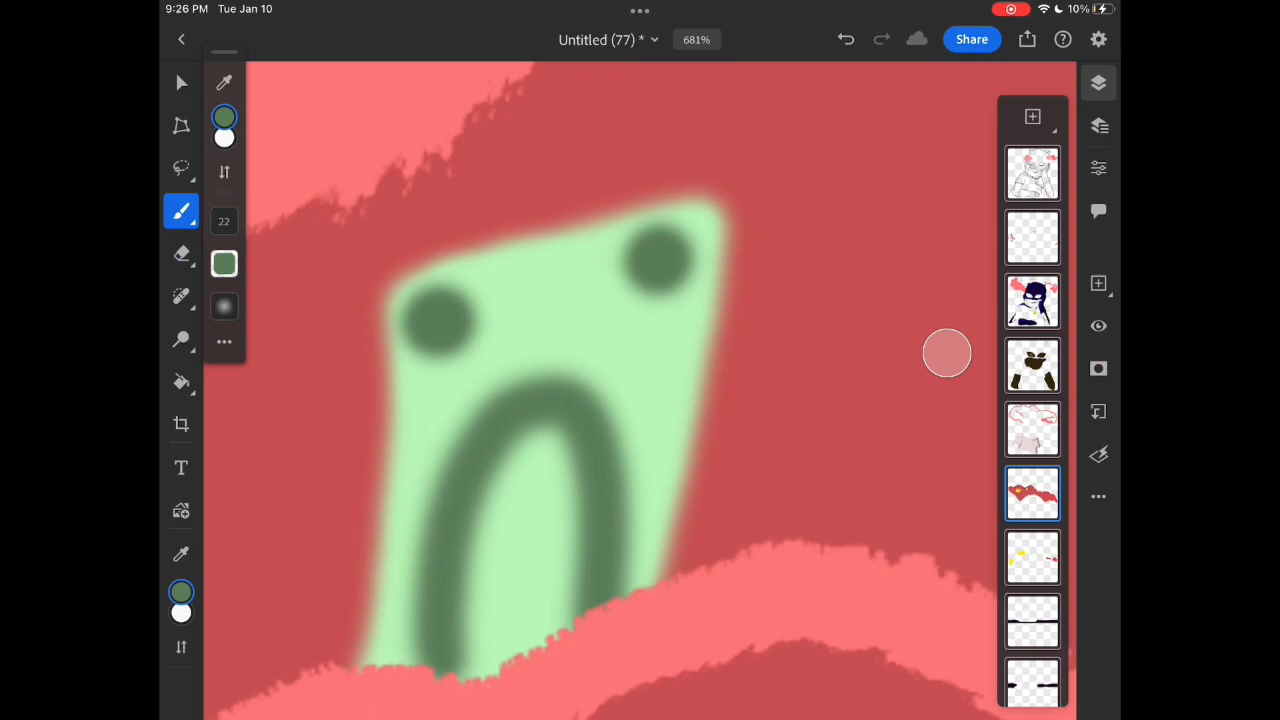 9:26 PM Tue Jan 10
10%
Untitled (77) *
681%
Share
22
T